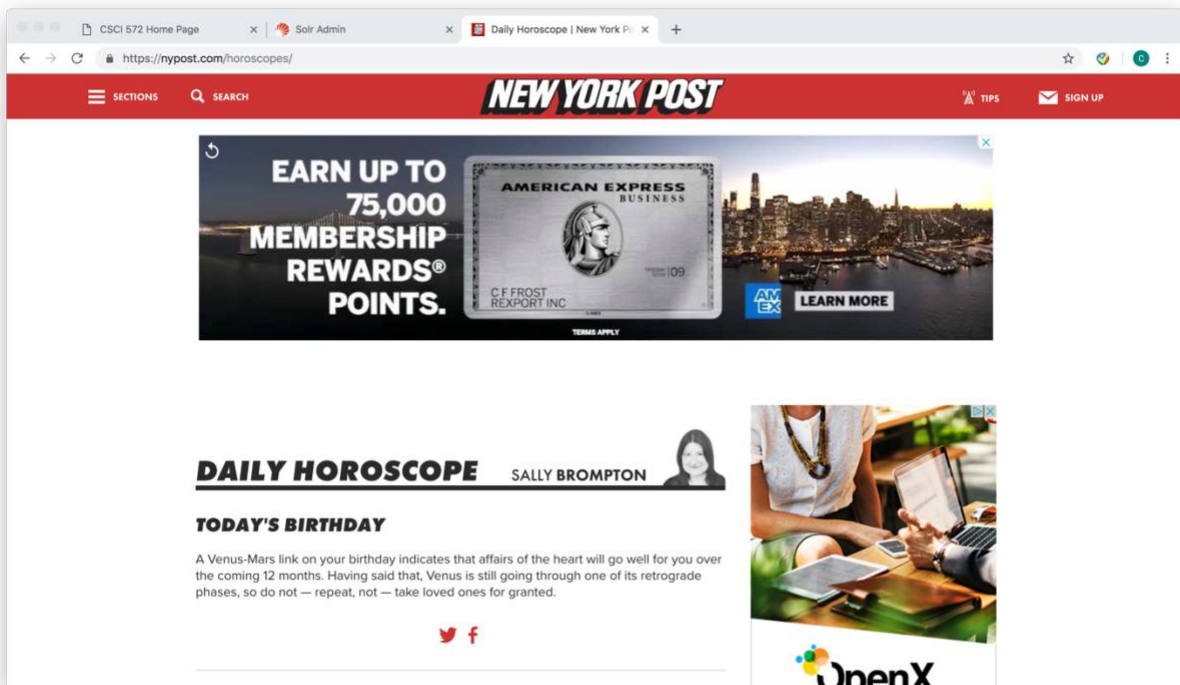 CSCI 572 Home Page
Solr Admin
Daily Horoscope | New York Po
https://nypost.com/horoscopes/
C
SECTIONS
SEARCH
NEW YORK POST
TIPS
SIGN UP
EARN UP TO
75,000
MEMBERSHIP
REWARDS®
POINTS.
AMERICAN EXPRESS
BUSINESS
09
C F FROST
REXPORT INC
AM
EX
LEARN MORE
TERMS APPLY
DAILY HOROSCOPE
SALLY BROMPTON
TODAY'S BIRTHDAY
A Venus-Mars link on your birthday indicates that affairs of the heart will go well for you over
the coming 12 months. Having said that, Venus is still going through one of its retrograde
phases, so do not — repeat, not — take loved ones for granted.
OpenX